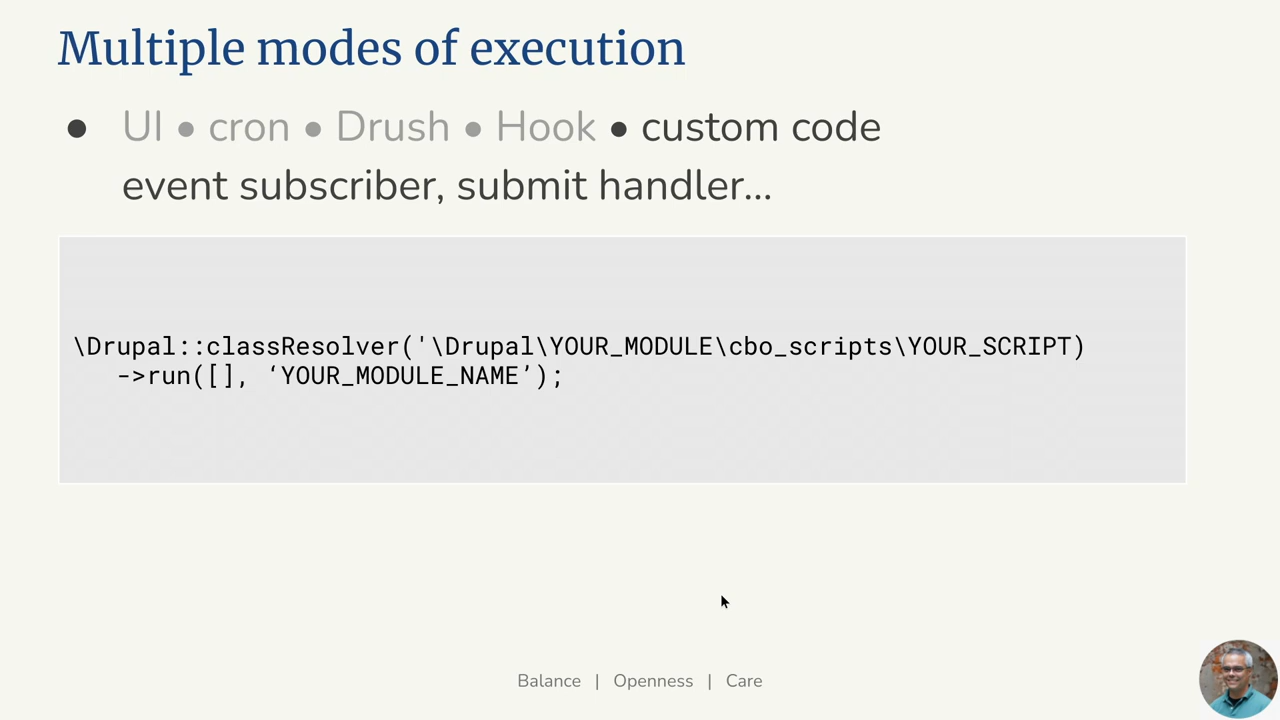 Multiple modes of execution
● UI ● cron ● Drush ● Hook ● custom code
event subscriber, submit handler...
\Drupal::classResolver('\Drupal\YOUR_MODULE\cbo_scripts\YOUR_SCRIPT)
->run([], ‘YOUR_MODULE_NAME’);
Balance | Openness | Care